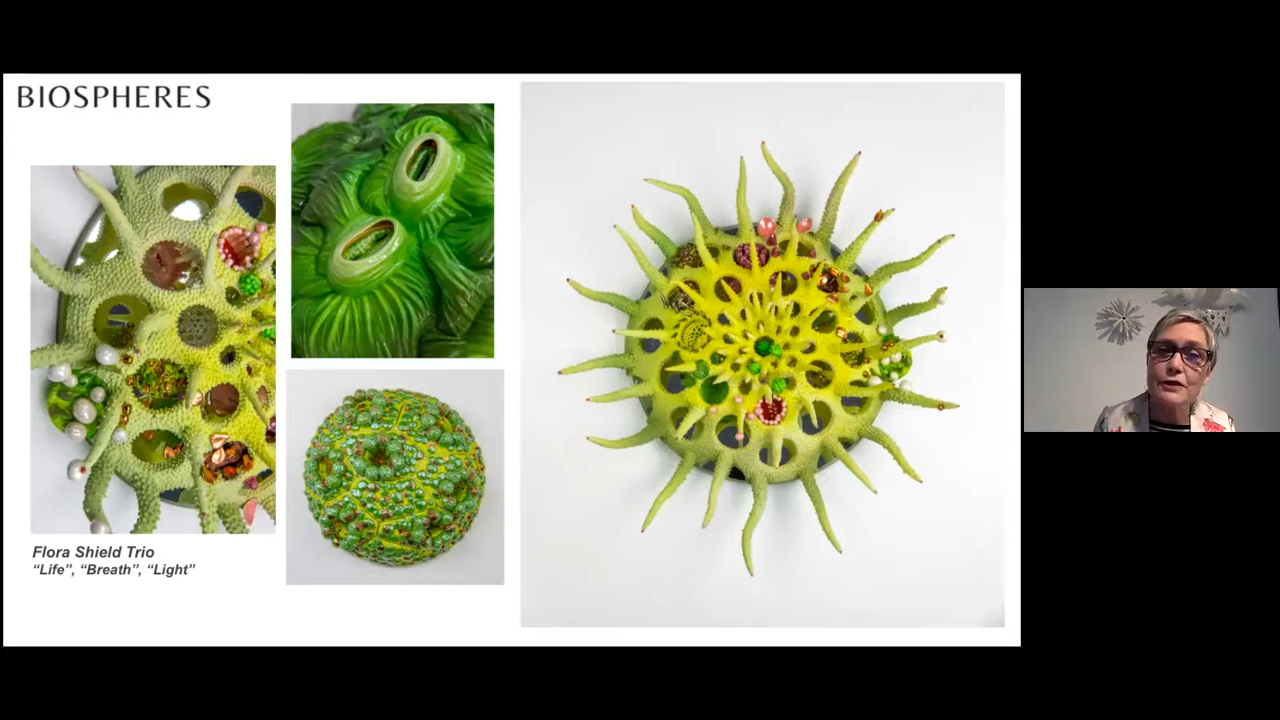 BIOSPHERES
Flora Shield Trio
“Life”, “Breath”, “Light”